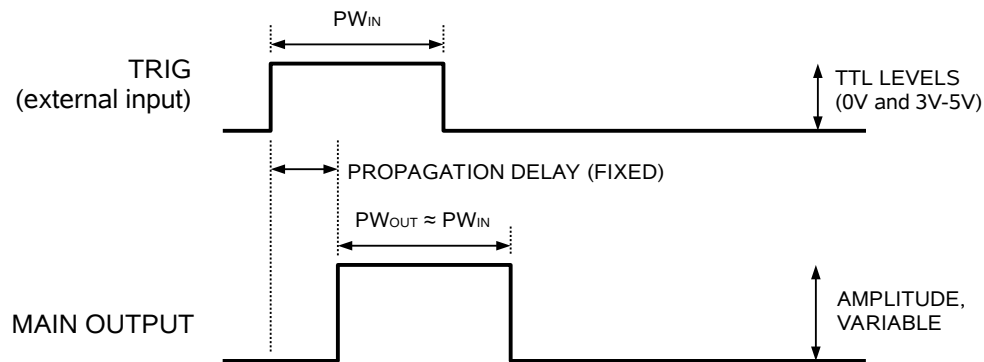 PWIN
TRIG
(external input)
TTL LEVELS
(0V and 3V-5V)
PROPAGATION DELAY (FIXED)
PWOUT ≈ PWIN
MAIN OUTPUT
AMPLITUDE,
VARIABLE